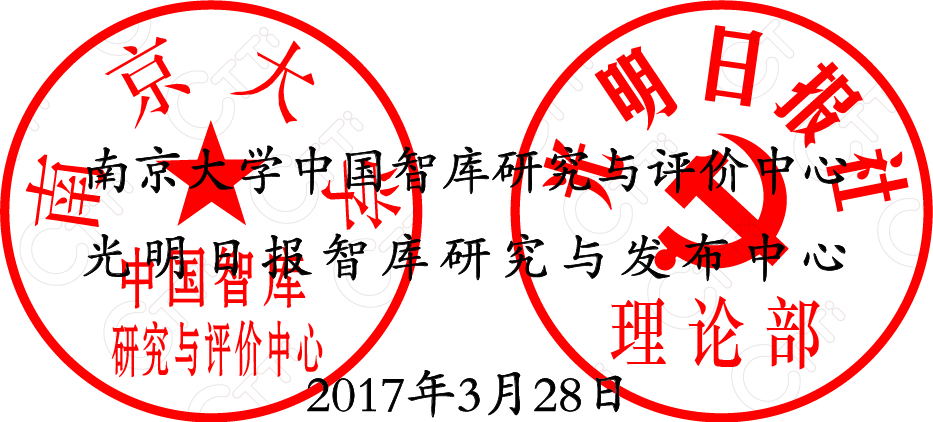 南京大学
中国智库
研究与评价中心
光明日报社
理论部
南京大学中国智库研究与评价中心
光明日报智库研究与发布中心
2017年3月28日
CTTI